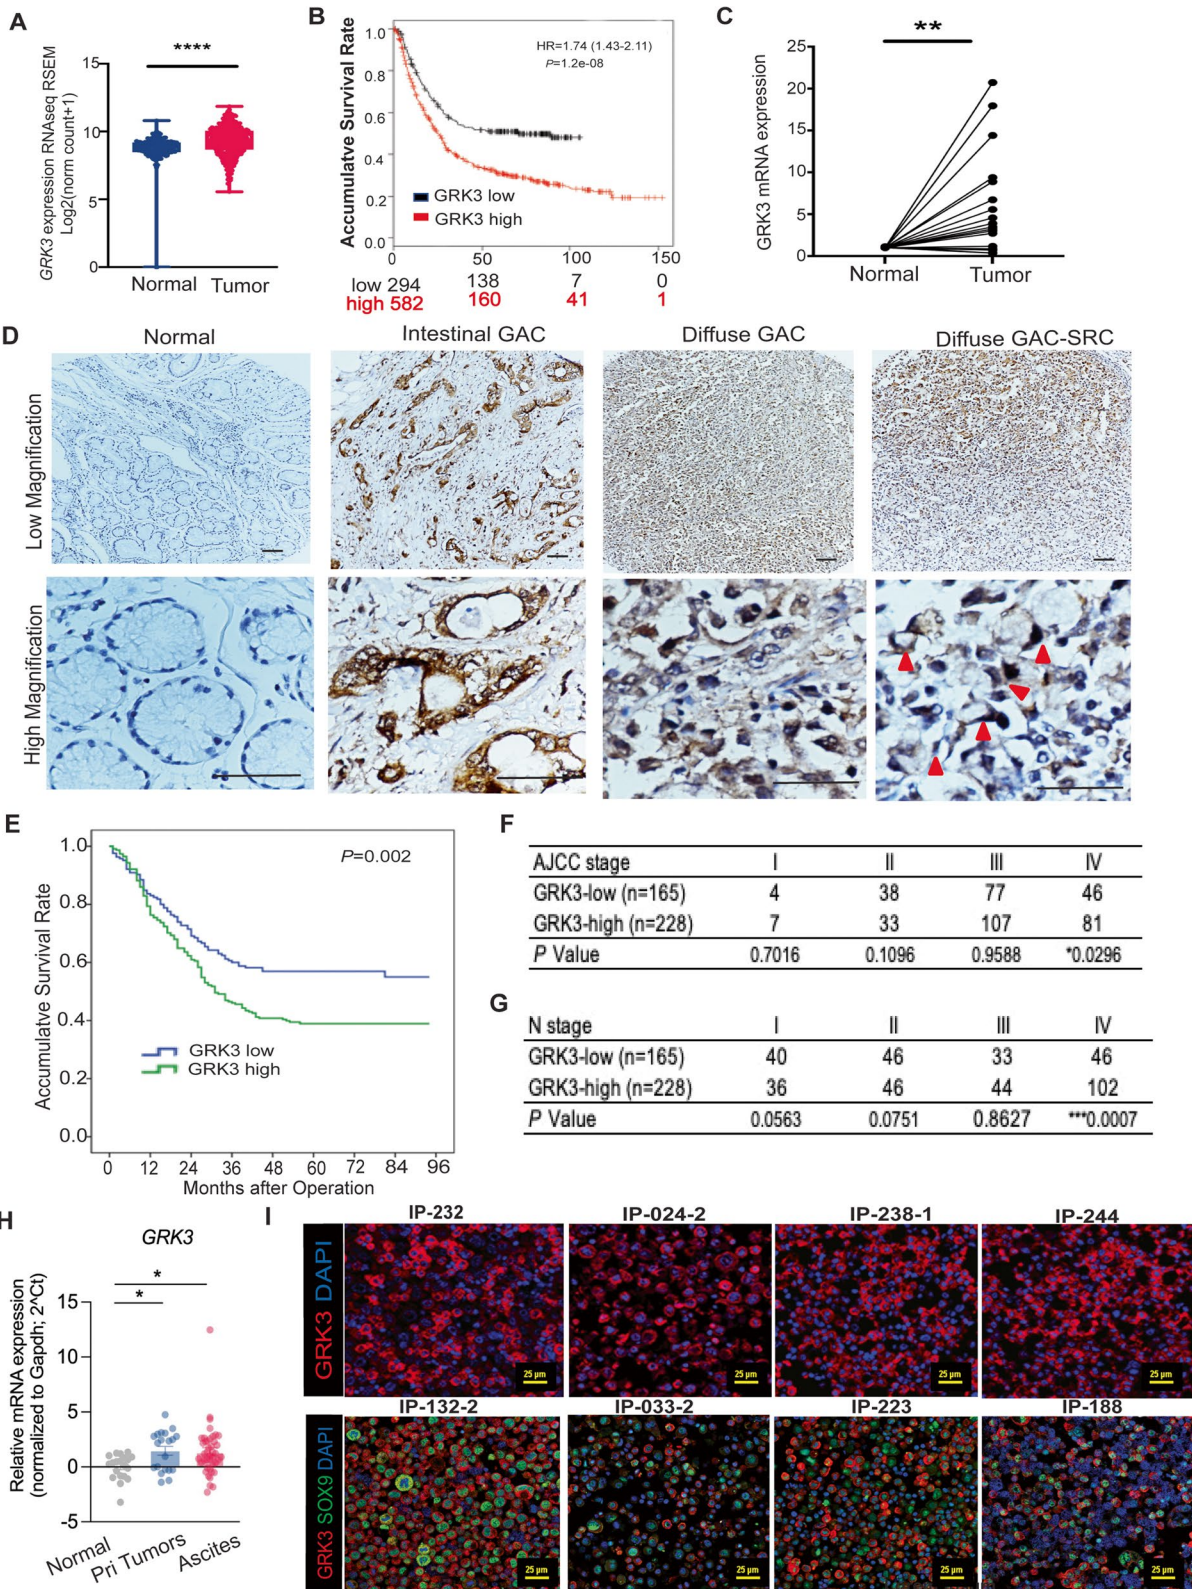 A
GRK3 expression RNAseq RSEM
Log2(norm count+1)
****
15
10
5
0
Normal
Tumor
B
Accumulatve Survival Rate
HR=1.74 (1.43-2.11)
P=1.2e-08
1.0
0.8
0.6
0.4
0.2
0.0
GRK3 low
GRK3 high
0
50
100
150
low 294
138
7
0
high 582
160
41
1
C
GRK3 mRNA expression
**
25
20
15
10
5
0
Normal
Tumor
D
Normal
Intestinal GAC
Diffuse GAC
Diffuse GAC-SRC
Low Magnification
High Magnification
E
Accumulative Survival Rate
P=0.002
1.0
0.8
0.6
0.4
0.2
0.0
GRK3 low
GRK3 high
0 12 24 36 48 60 72 84 96
Months after Operation
F
AJCC stage I II III IV
GRK3-low (n=165) 4 38 77 46
GRK3-high (n=228) 7 33 107 81
P Value 0.7016 0.1096 0.9588 *0.0296
G
N stage I II III IV
GRK3-low (n=165) 40 46 33 46
GRK3-high (n=228) 36 46 44 102
P Value 0.0563 0.0751 0.8627 ***0.0007
H
GRK3
Relative mRNA expression
(normalized to Gapdh; 2^Ct)
*
*
15
10
5
0
-5
Normal
Pri Tumors
Ascites
I
IP-232
IP-024-2
IP-238-1
IP-244
GRK3 DAPI
25 μm
25 μm
25 μm
25 μm
IP-132-2
IP-033-2
IP-223
IP-188
GRK3 SOX9 DAPI
25 μm
25 μm
25 μm
25 μm